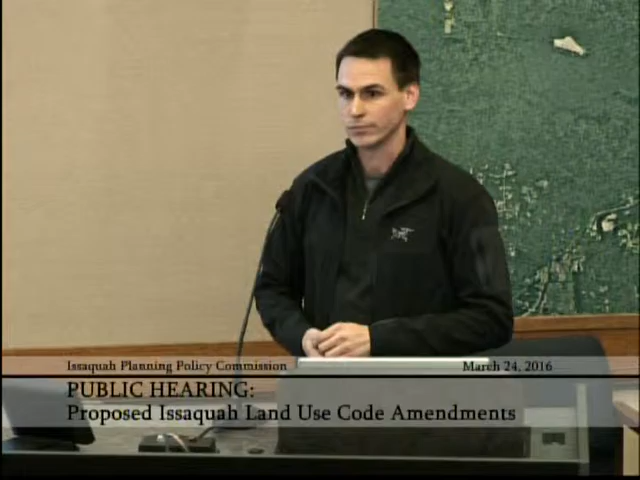 Issaquah Planning Policy Commission March 24, 2016
PUBLIC HEARING:
Proposed Issaquah Land Use Code Amendments